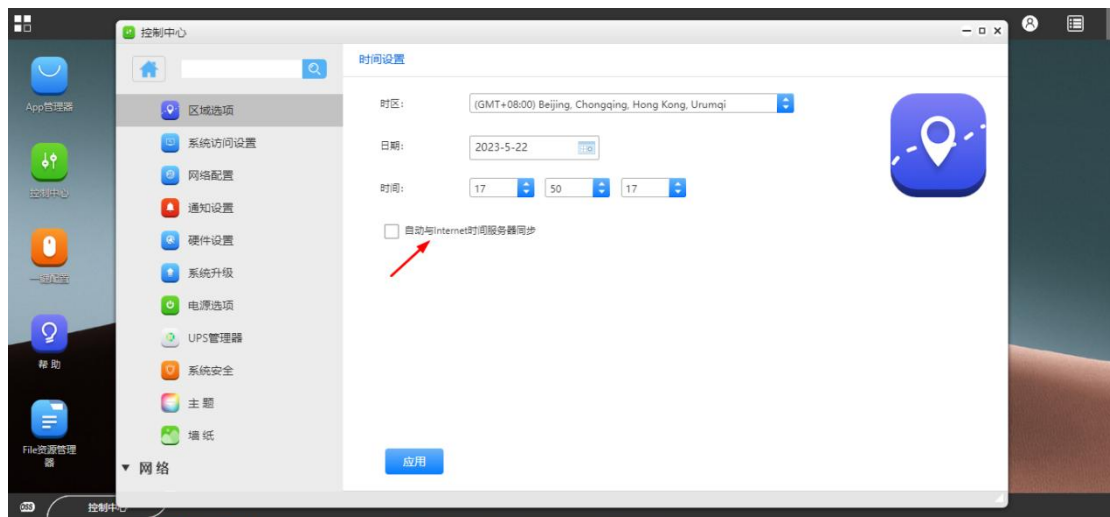 控制中心
时间设置
App管理器
控制中心
一键配置
帮 助
File资源管理
器
区域选项
系统访问设置
网络配置
通知设置
硬件设置
系统升级
电源选项
UPS管理器
系统安全
主 题
墙 纸
网 络
时区:
(GMT+08:00) Beijing, Chongqing, Hong Kong, Urumqi
日期:
2023-5-22
时间:
17 50 17
自动与Internet时间服务器同步
应用
控制中心